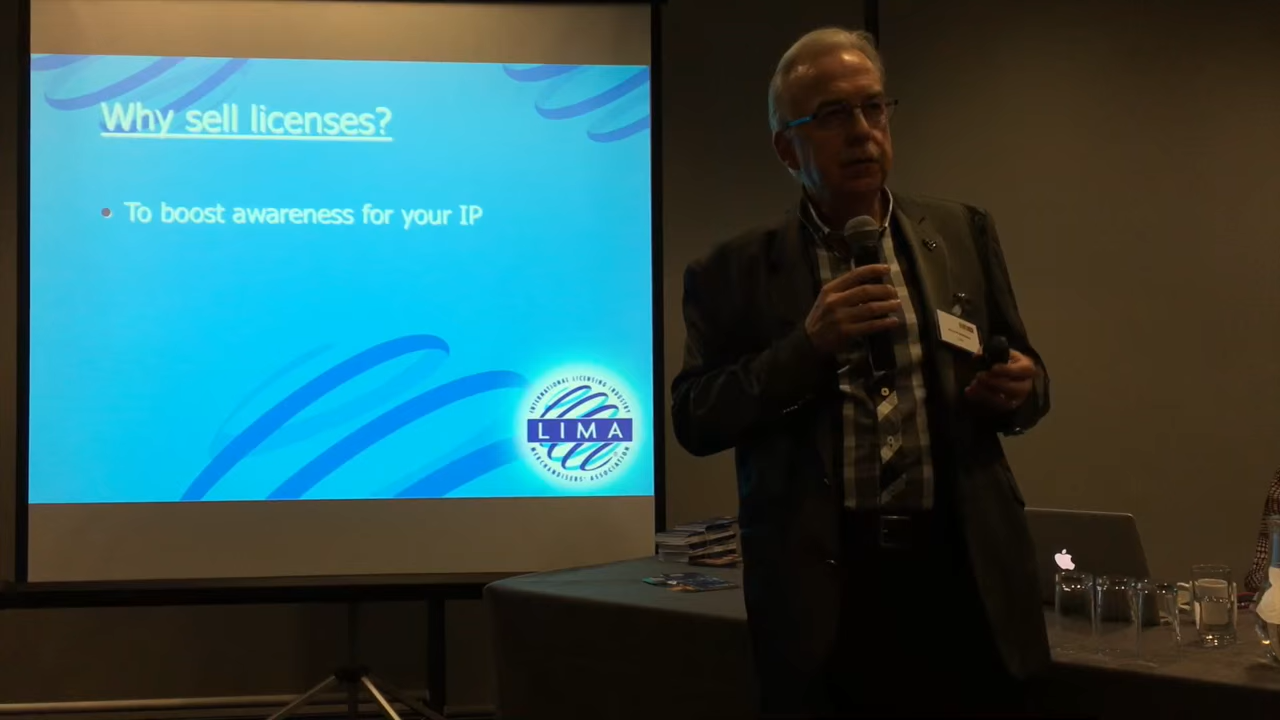 Why sell licenses?
• To boost awareness for your IP
INTERNATIONAL LICENSING INDUSTRY
LIMA
MERCHANDISERS' ASSOCIATION